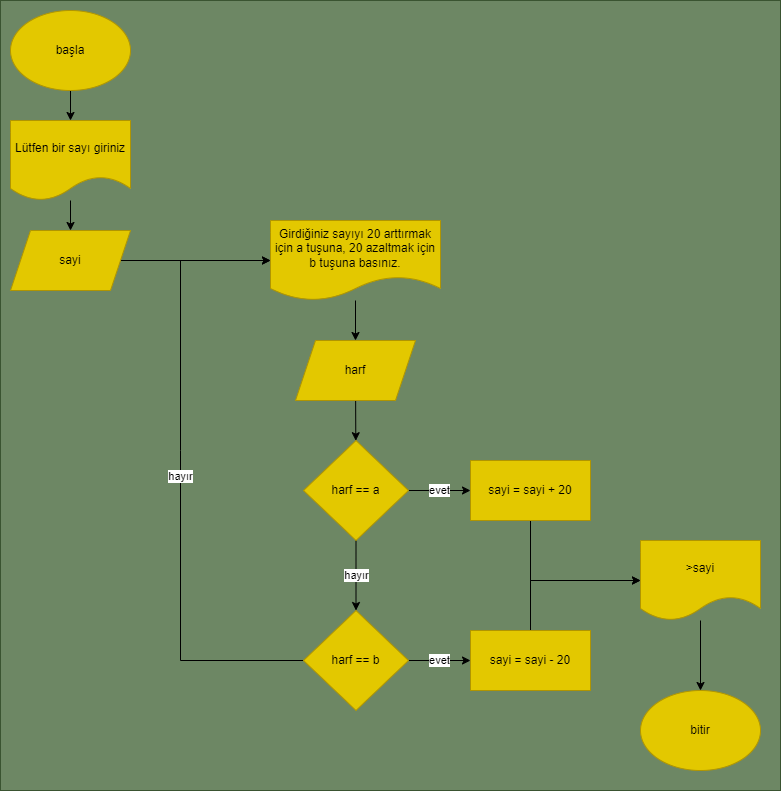 başla
Lütfen bir sayı giriniz
sayi
Girdiğiniz sayıyı 20 arttırmak
için a tuşuna, 20 azaltmak için
b tuşuna basınız.
harf
harf == a
evet
sayi = sayi + 20
hayır
hayır
harf == b
evet
sayi = sayi - 20
>sayi
bitir